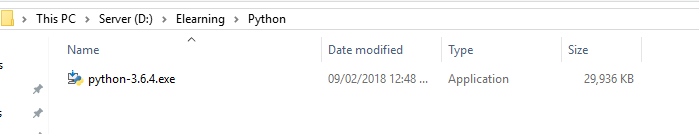 This PC > Server (D:) > Elearning > Python
Name Date modified Type Size
python-3.6.4.exe 09/02/2018 12:48 ... Application 29,936 KB
s
s